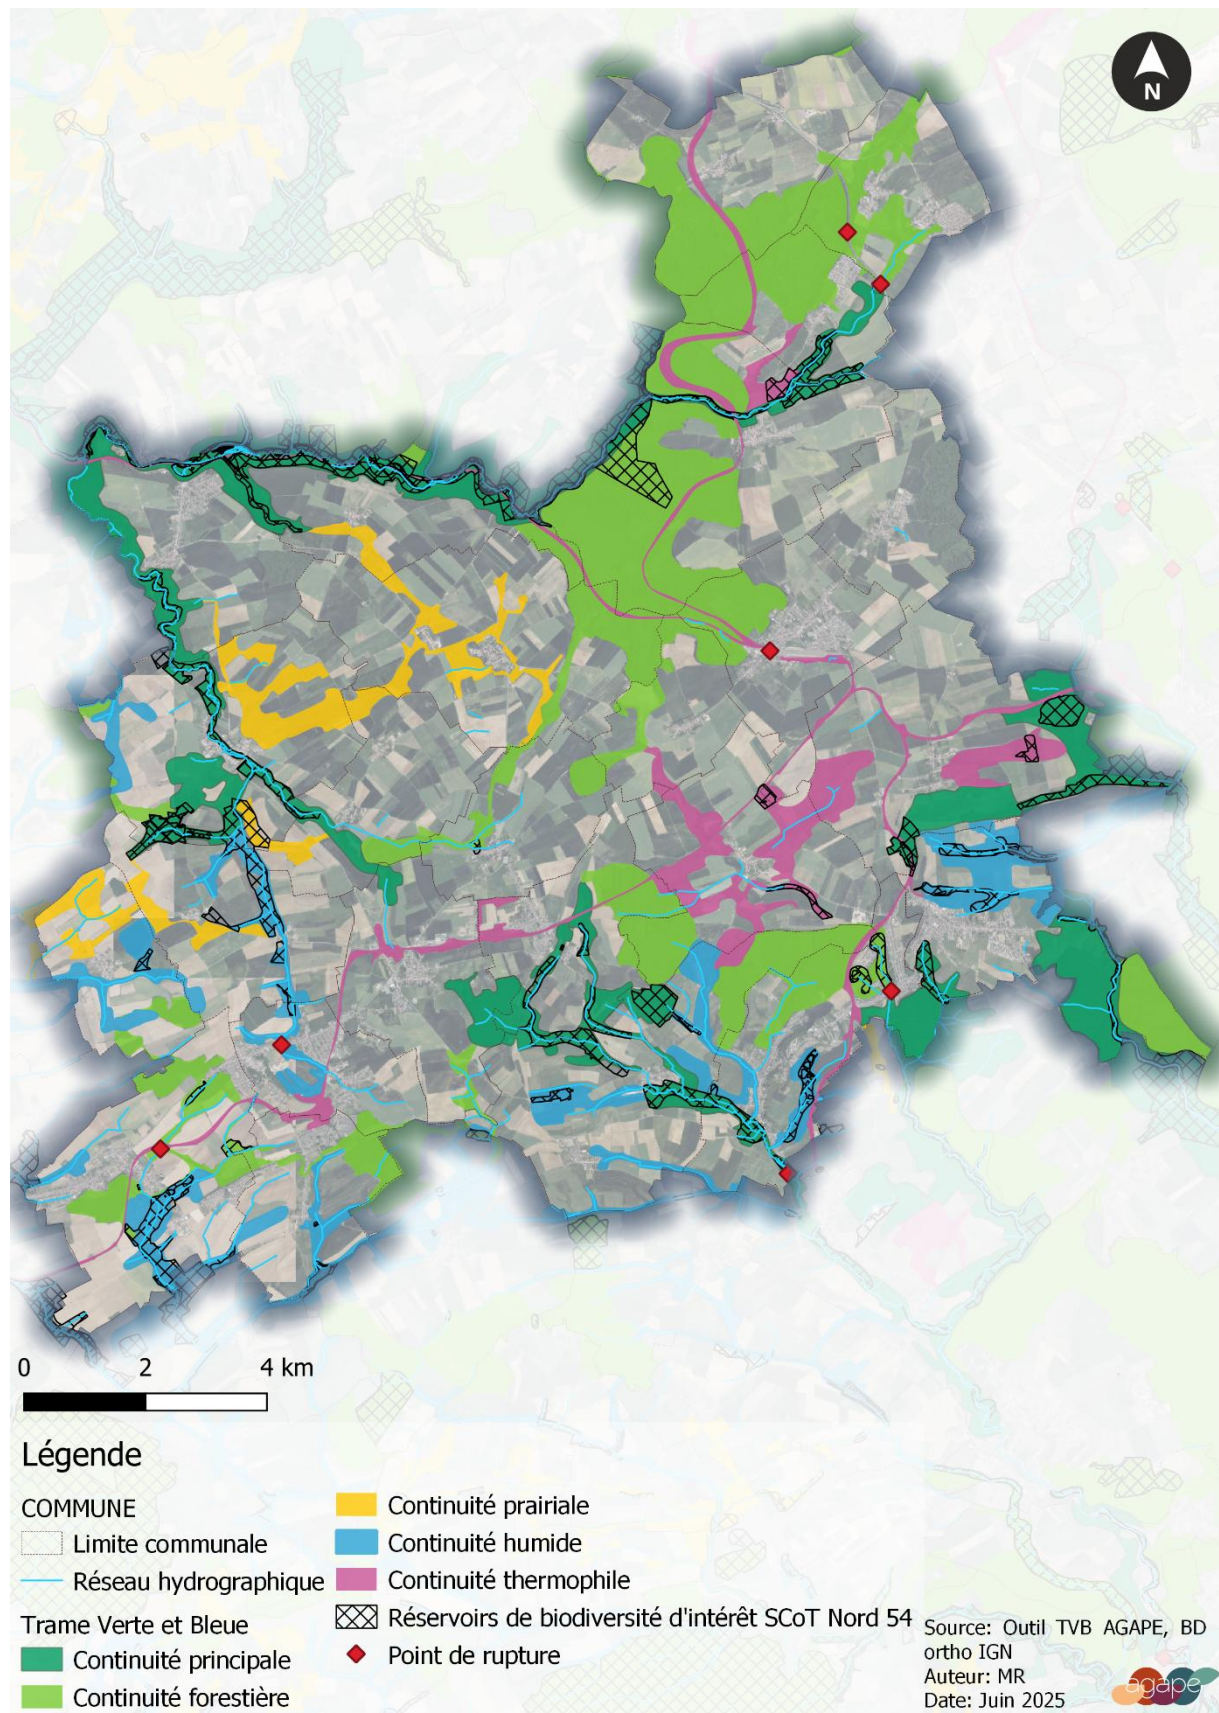 N
0 2 4 km
Légende
COMMUNE
Limite communale
Réseau hydrographique
Trame Verte et Bleue
Continuité principale
Continuité forestière
Continuité prairiale
Continuité humide
Continuité thermophile
Réservoirs de biodiversité d'intérêt SCoT Nord 54
Point de rupture
Source: Outil TVB AGAPE, BD
ortho IGN
Auteur: MR
Date: Juin 2025
agape